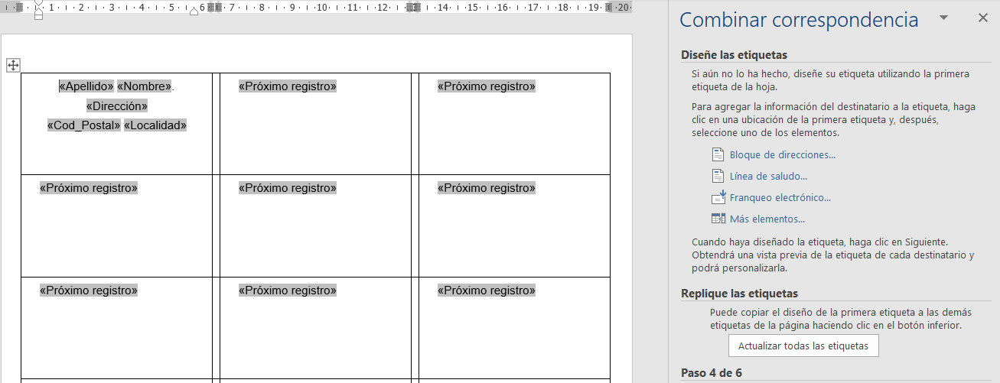 1 2 3 4 5 6 7 8 9 10 11 12 14 15 16 17 18 19 20
Combinar correspondencia
Diseñe las etiquetas
Si aún no lo ha hecho, diseñe su etiqueta utilizando la primera
etiqueta de la hoja.
Para agregar la información del destinatario a la etiqueta, haga
clic en una ubicación de la primera etiqueta y, después,
seleccione uno de los elementos.
Bloque de direcciones...
Línea de saludo...
Franqueo electrónico...
Más elementos...
Cuando haya diseñado la etiqueta, haga clic en Siguiente.
Obtendrá una vista previa de la etiqueta de cada destinatario y
podrá personalizarla.
Replique las etiquetas
Puede copiar el diseño de la primera etiqueta a las demás
etiquetas de la página haciendo clic en el botón inferior.
Actualizar todas las etiquetas
Paso 4 de 6
«Apellido» «Nombre».
«Dirección»
«Cod_Postal» «Localidad»
«Próximo registro»
«Próximo registro»
«Próximo registro»
«Próximo registro»
«Próximo registro»
«Próximo registro»
«Próximo registro»
«Próximo registro»